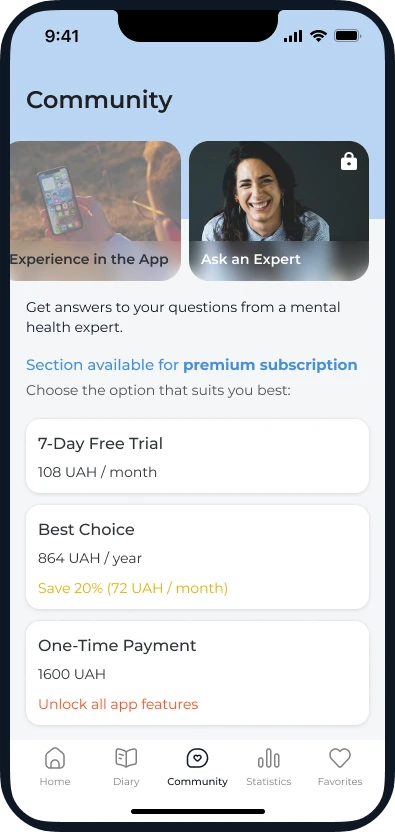 9:41
Community
Experience in the App
Ask an Expert
Get answers to your questions from a mental
health expert.
Section available for premium subscription
Choose the option that suits you best:
7-Day Free Trial
108 UAH / month
Best Choice
864 UAH / year
Save 20% (72 UAH / month)
One-Time Payment
1600 UAH
Unlock all app features
Home
Diary
Community
Statistics
Favorites